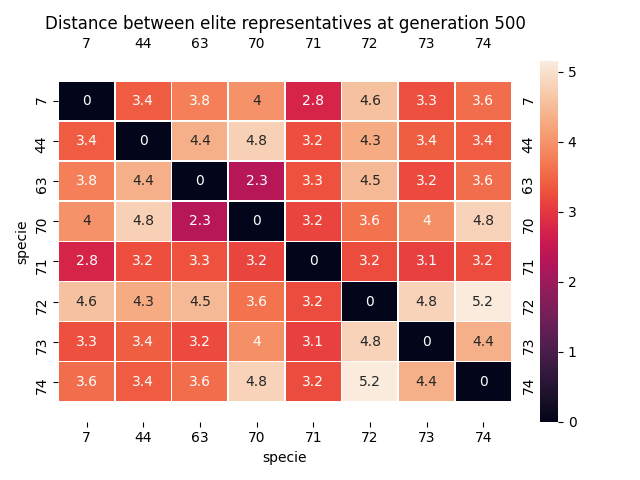 Distance between elite representatives at generation 500
7 44 63 70 71 72 73 74
7 0 3.4 3.8 4 2.8 4.6 3.3 3.6 7
44 3.4 0 4.4 4.8 3.2 4.3 3.4 3.4 44
63 3.8 4.4 0 2.3 3.3 4.5 3.2 3.6 63
70 4 4.8 2.3 0 3.2 3.6 4 4.8 70
71 2.8 3.2 3.3 3.2 0 3.2 3.1 3.2 71
72 4.6 4.3 4.5 3.6 3.2 0 4.8 5.2 72
73 3.3 3.4 3.2 4 3.1 4.8 0 4.4 73
74 3.6 3.4 3.6 4.8 3.2 5.2 4.4 0 74
7 44 63 70 71 72 73 74
specie
specie
5
4
3
2
1
0